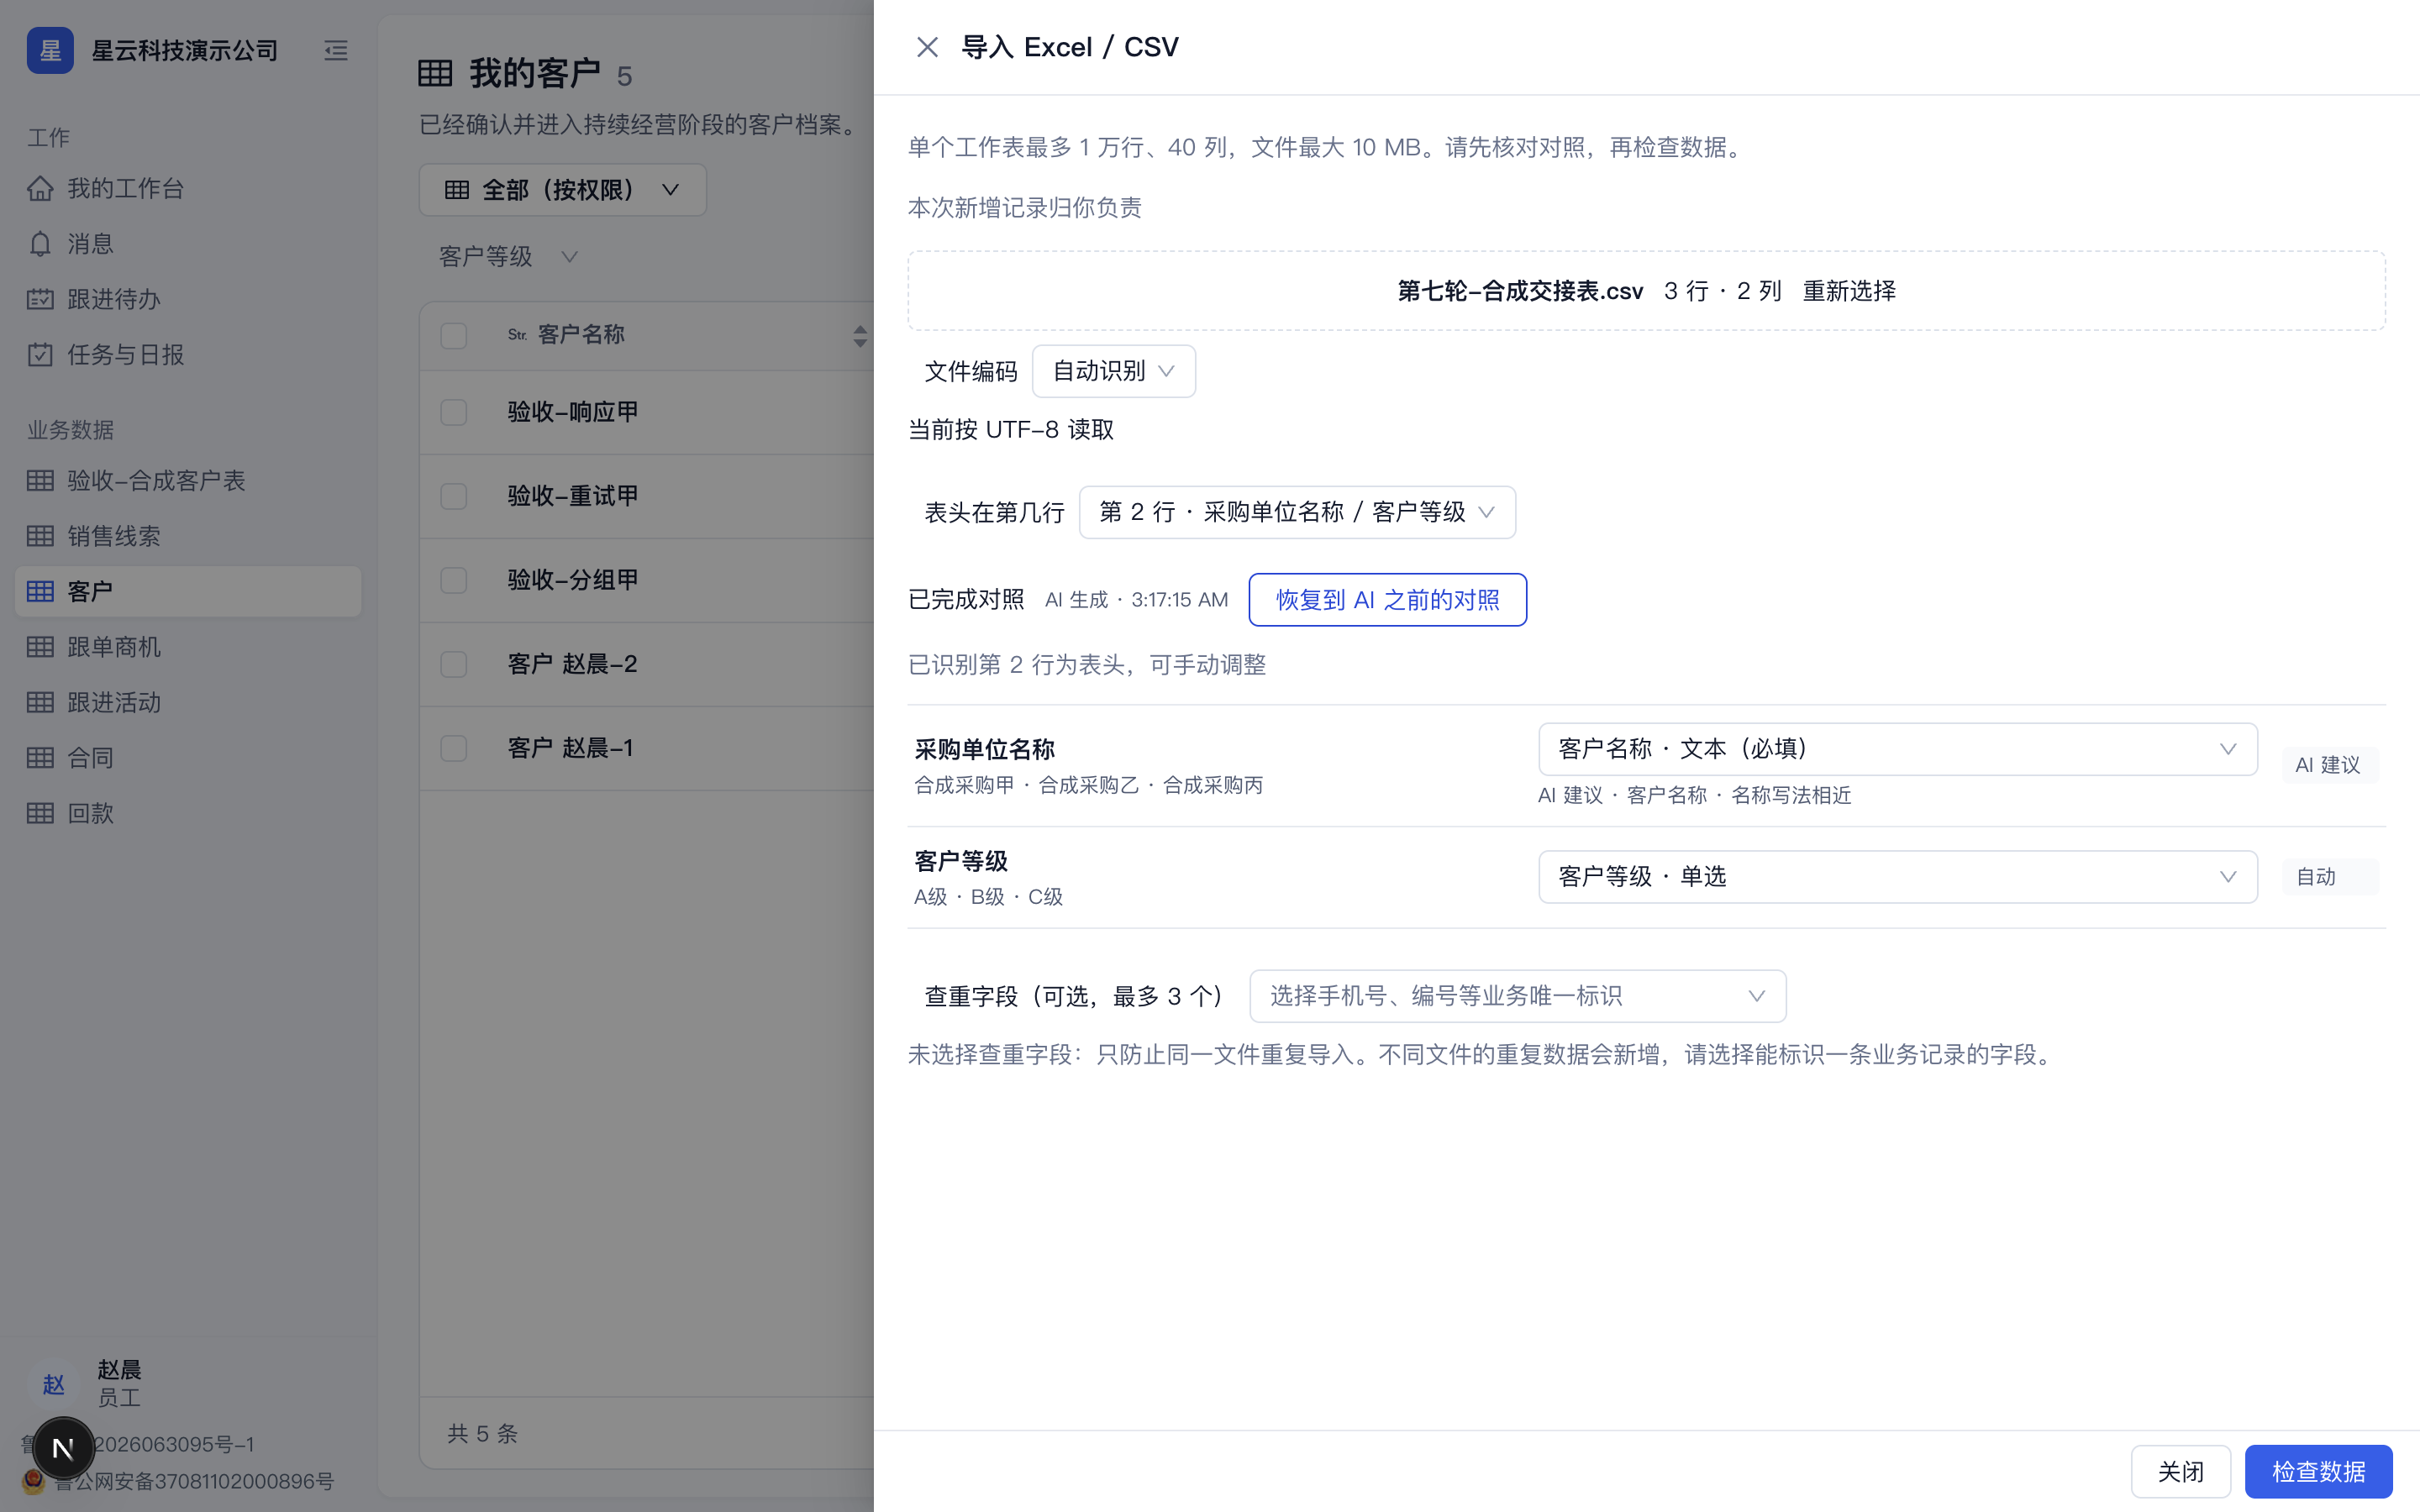 星 星云科技演示公司
工作
我的工作台
消息
跟进待办
任务与日报
业务数据
验收-合成客户表
销售线索
客户
跟单商机
跟进活动
合同
回款
赵 赵晨
员工
鲁
2026063095号-1
N
鲁公网安备37081102000896号
我的客户 5
已经确认并进入持续经营阶段的客户档案。
全部（按权限）
客户等级
Str. 客户名称
验收-响应甲
验收-重试甲
验收-分组甲
客户 赵晨-2
客户 赵晨-1
共 5 条
导入 Excel / CSV
单个工作表最多 1 万行、40 列，文件最大 10 MB。请先核对对照，再检查数据。
本次新增记录归你负责
第七轮-合成交接表.csv 3 行 · 2 列 重新选择
文件编码 自动识别
当前按 UTF-8 读取
表头在第几行 第 2 行 · 采购单位名称 / 客户等级
已完成对照 AI 生成 · 3:17:15 AM 恢复到 AI 之前的对照
已识别第 2 行为表头，可手动调整
采购单位名称
合成采购甲 · 合成采购乙 · 合成采购丙
客户名称 · 文本（必填）
AI 建议
AI 建议 · 客户名称 · 名称写法相近
客户等级
A级 · B级 · C级
客户等级 · 单选
自动
查重字段（可选，最多 3 个） 选择手机号、编号等业务唯一标识
未选择查重字段：只防止同一文件重复导入。不同文件的重复数据会新增，请选择能标识一条业务记录的字段。
关闭 检查数据